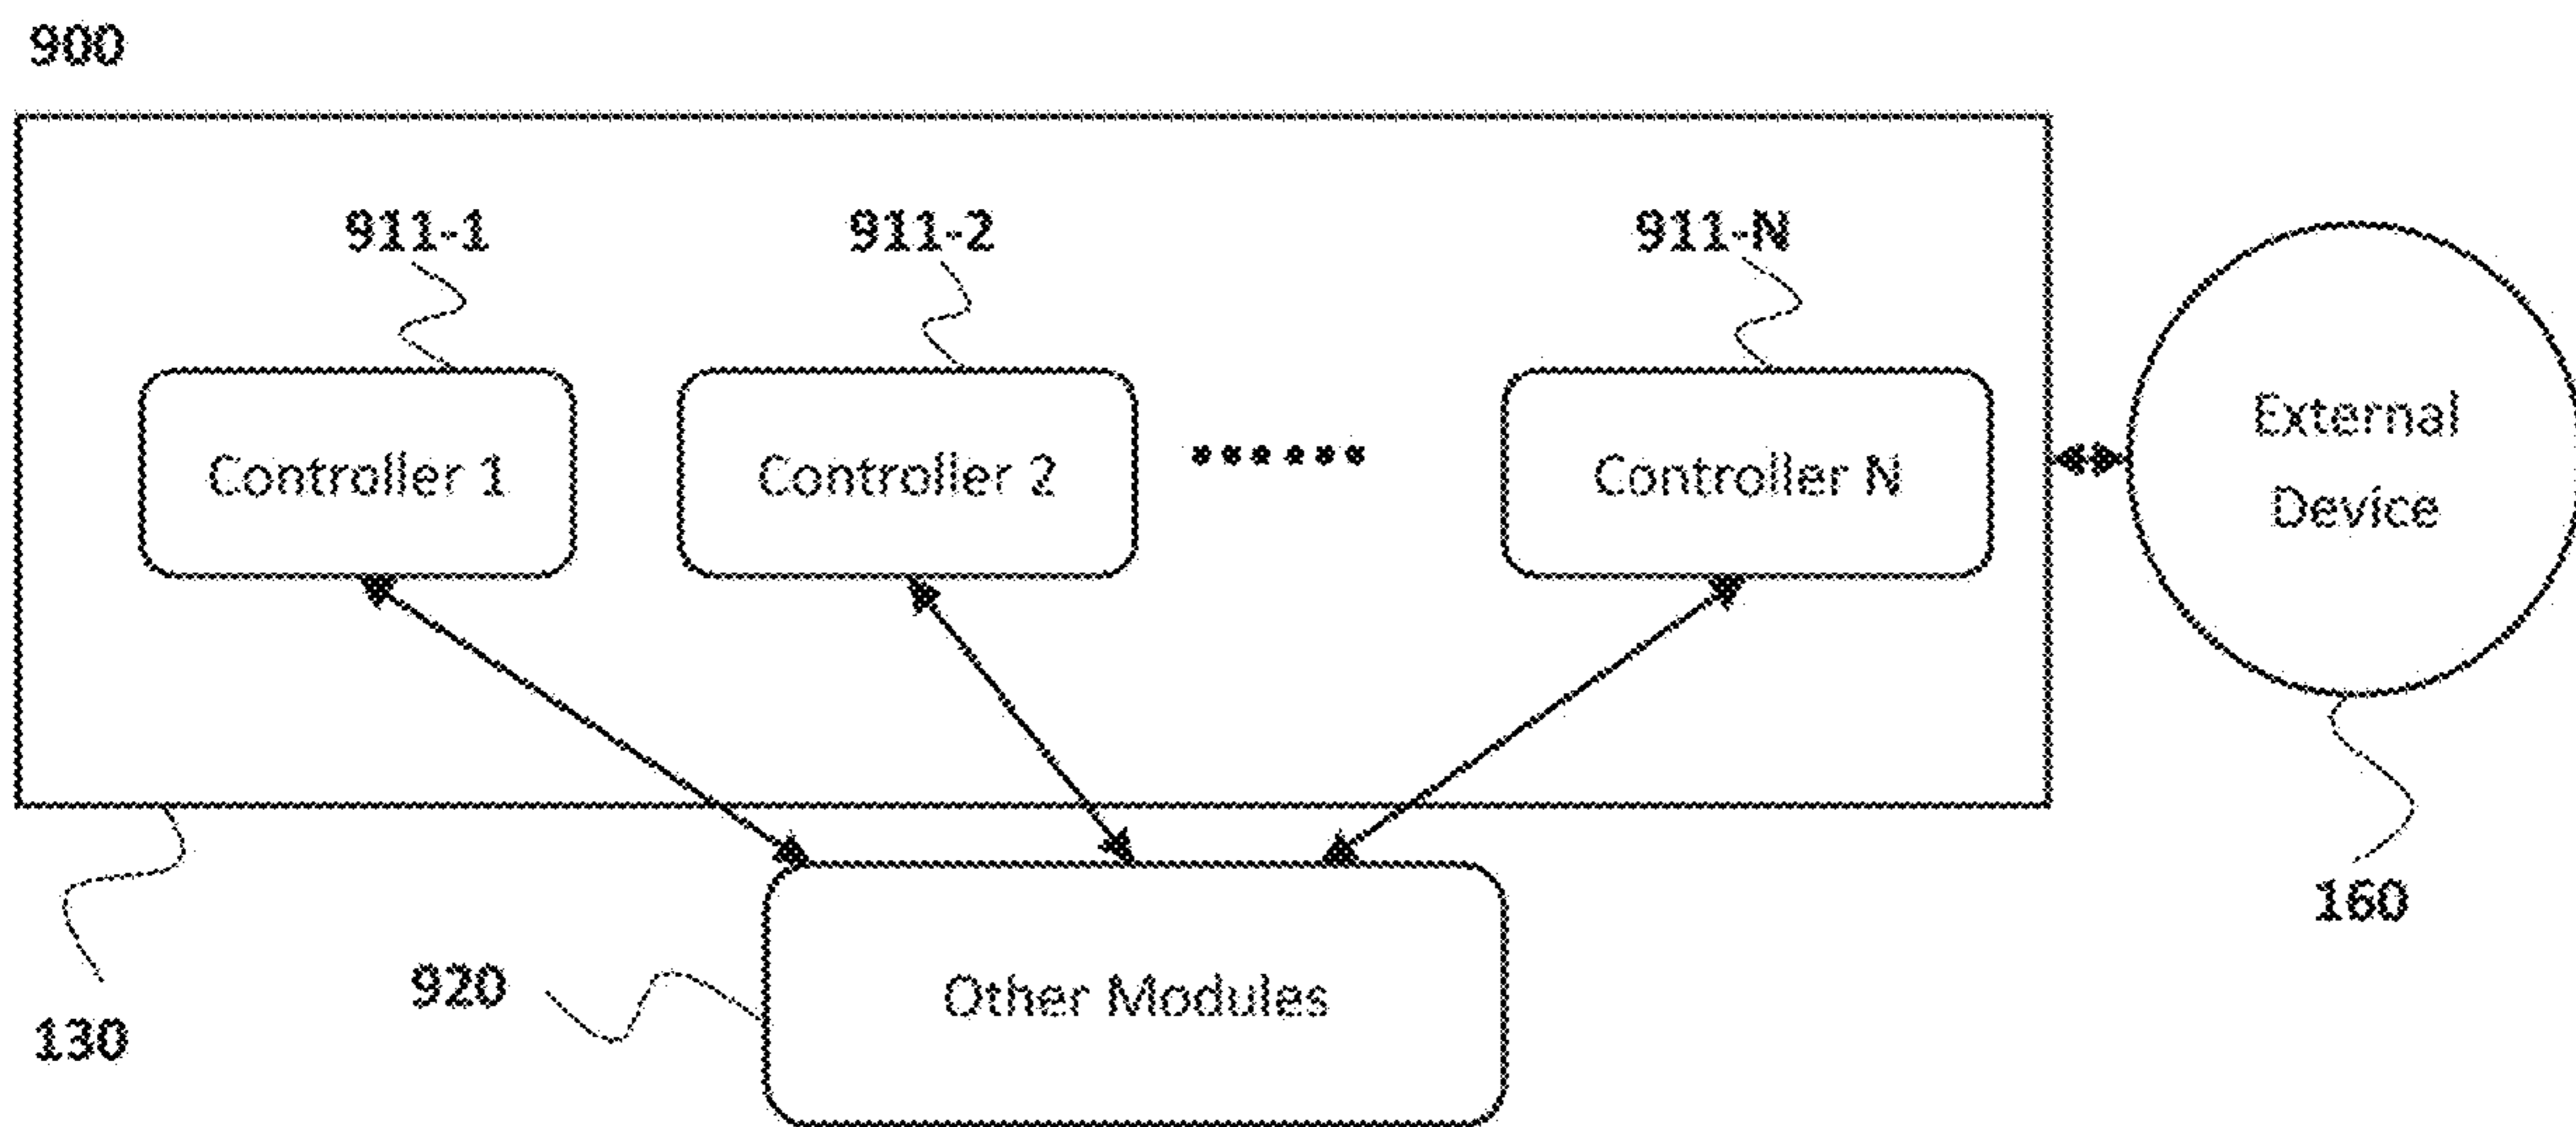 900
911-1
911-2
911-N
Controller 1
Controller 2
......
Controller N
External
Device
160
920
Other Modules
130